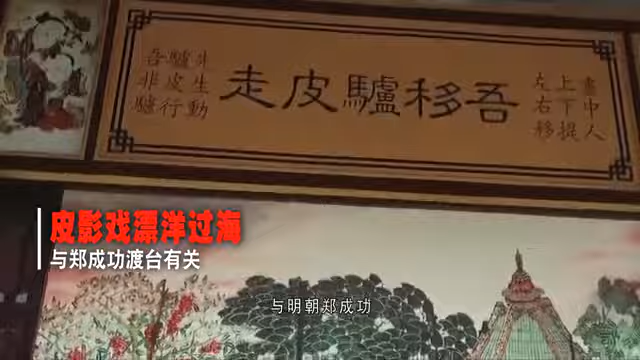 畫中人
上下提
左右移
吾移驢皮走
生動
驢皮行
吾非驢
皮影戏漂洋过海
与郑成功渡台有关
与明朝郑成功